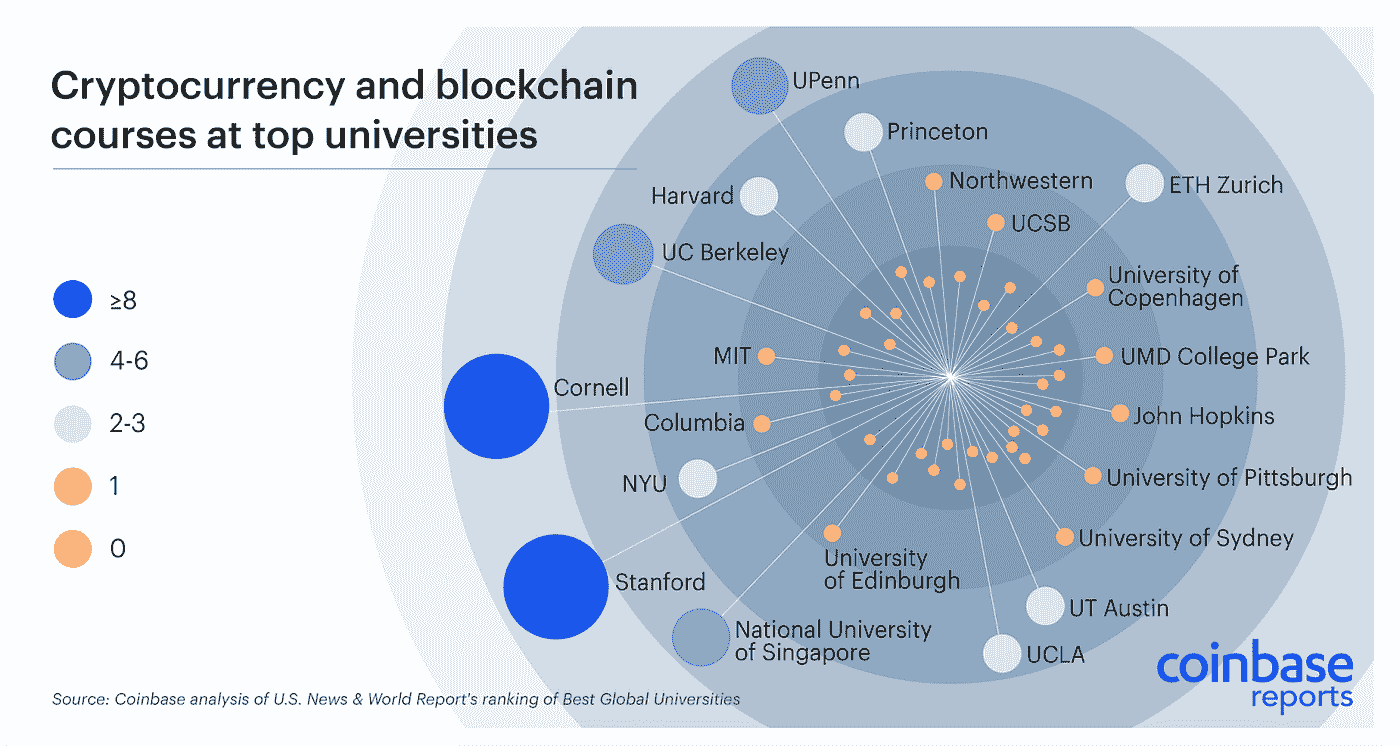 Cryptocurrency and blockchain
courses at top universities
≥8
4-6
2-3
1
0
UPenn
Princeton
Northwestern
ETH Zurich
Harvard
UCSB
UC Berkeley
University of
Copenhagen
MIT
UMD College Park
Cornell
Columbia
John Hopkins
NYU
University of Pittsburgh
University of Sydney
University
of Edinburgh
Stanford
UT Austin
National University
of Singapore
UCLA
coinbase
reports
Source: Coinbase analysis of U.S. News & World Report's ranking of Best Global Universities